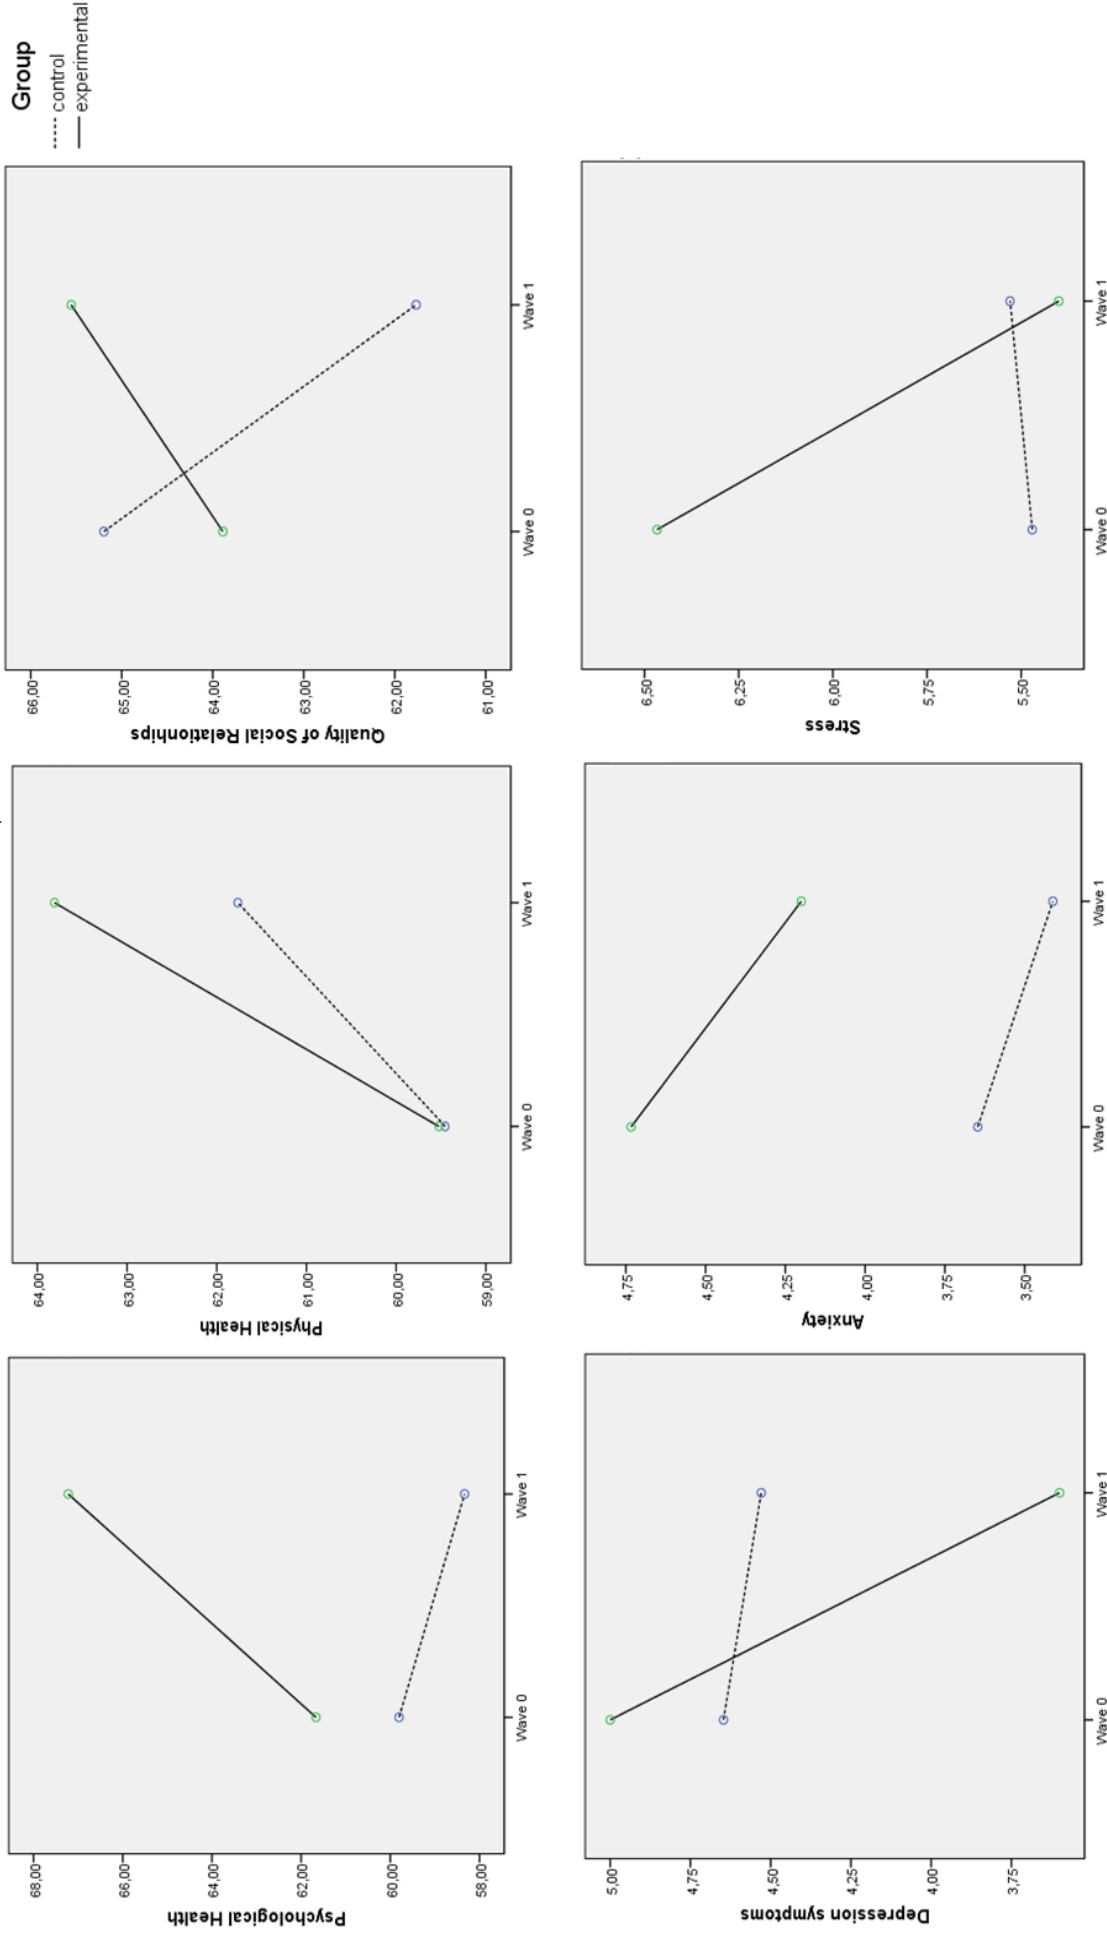 Group
control
experimental
Psychological Health
68,00
66,00
64,00
62,00
60,00
58,00
Wave 0
Wave 1
Physical Health
64,00
63,00
62,00
61,00
60,00
59,00
Wave 0
Wave 1
Quality of Social Relationhips
66,00
65,00
64,00
63,00
62,00
61,00
Wave 0
Wave 1
Depression symptoms
5,00
4,75
4,50
4,25
4,00
3,75
Wave 0
Wave 1
Anxiety
4,75
4,50
4,25
4,00
3,75
3,50
Wave 0
Wave 1
Stress
6,50
6,25
6,00
5,75
5,50
Wave 0
Wave 1